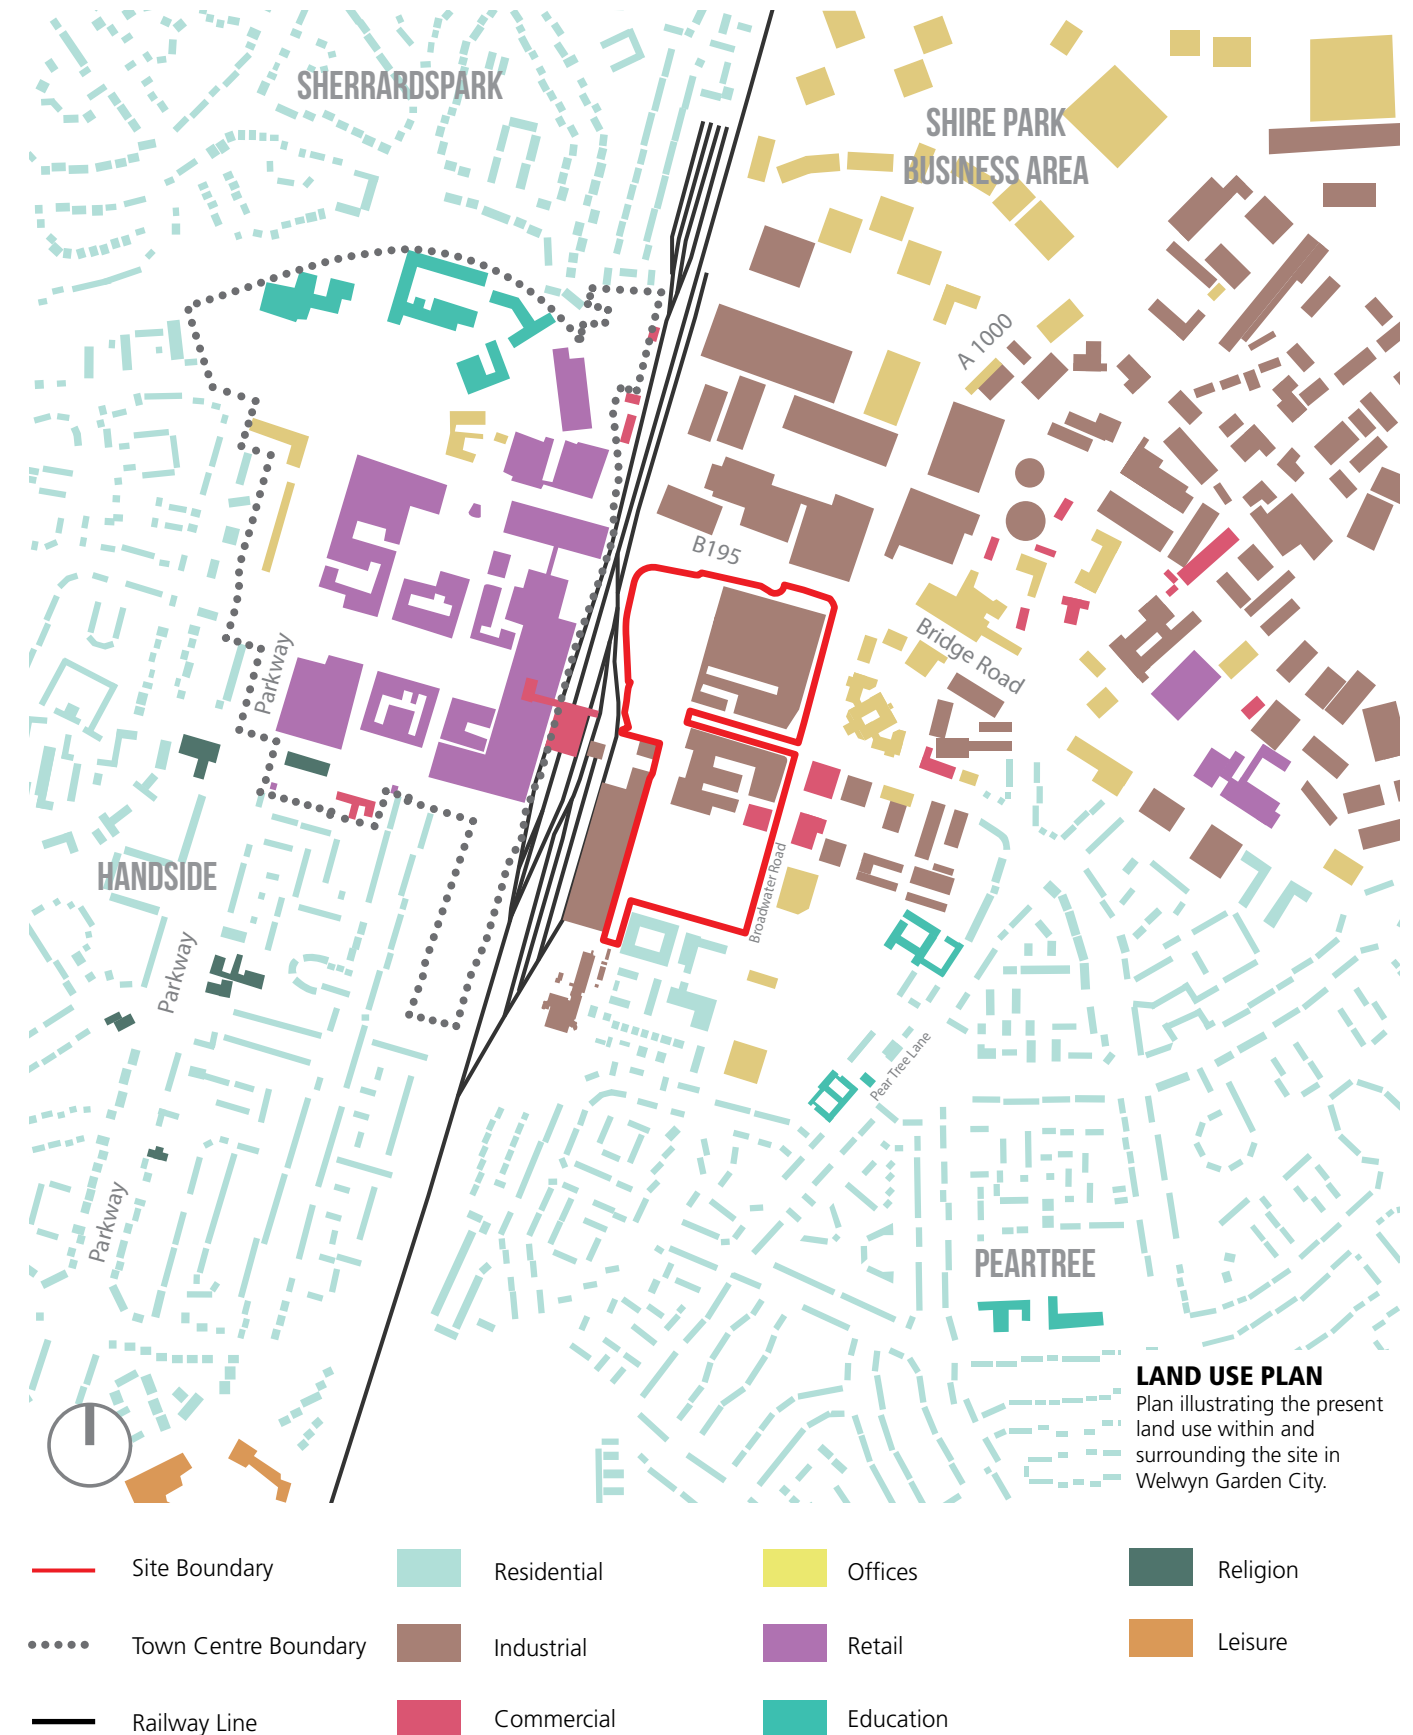 SHERRARDSPARK
SHIRE PARK
BUSINESS AREA
A 1000
B195
Bridge Road
Parkway
HANDSIDE
Broadwater Road
Parkway
Pear Tree Lane
Parkway
PEARTREE
LAND USE PLAN
Plan illustrating the present
land use within and
surrounding the site in
Welwyn Garden City.
Site Boundary
Residential
Offices
Religion
Town Centre Boundary
Industrial
Retail
Leisure
Railway Line
Commercial
Education